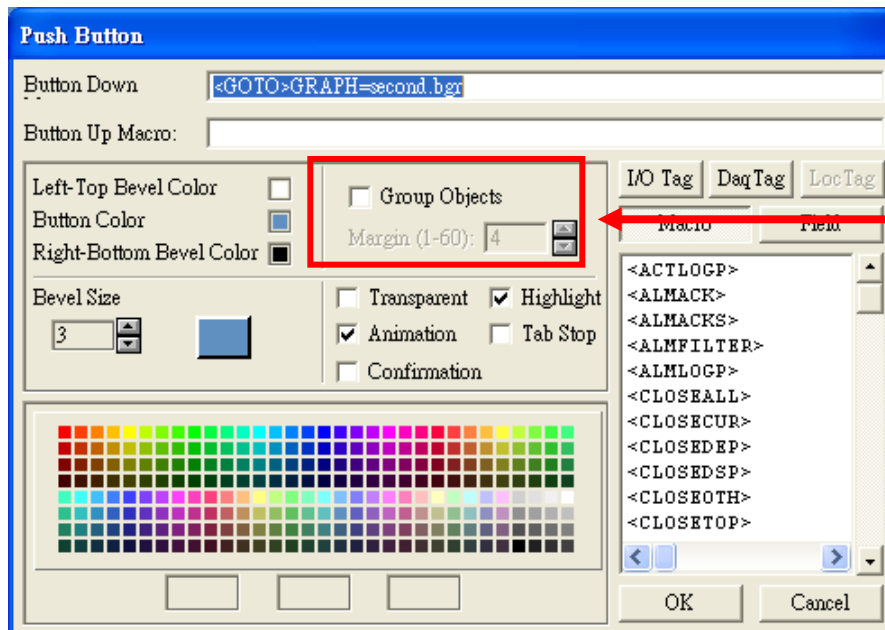 Push Button
Button Down <GOTO>GRAPH=second.bgr
Button Up Macro:
Left-Top Bevel Color
Button Color
Right-Bottom Bevel Color
Group Objects
Margin (1-60): 4
I/O Tag DaqTag LocTag
Macro Field
Bevel Size
3
Transparent Highlight
Animation Tab Stop
Confirmation
<ACTLOGP>
<ALMACK>
<ALMACKS>
<ALMFILTER>
<ALMLOGP>
<CLOSEALL>
<CLOSECUR>
<CLOSEDEP>
<CLOSEDSP>
<CLOSEOTH>
<CLOSETOP>
OK Cancel